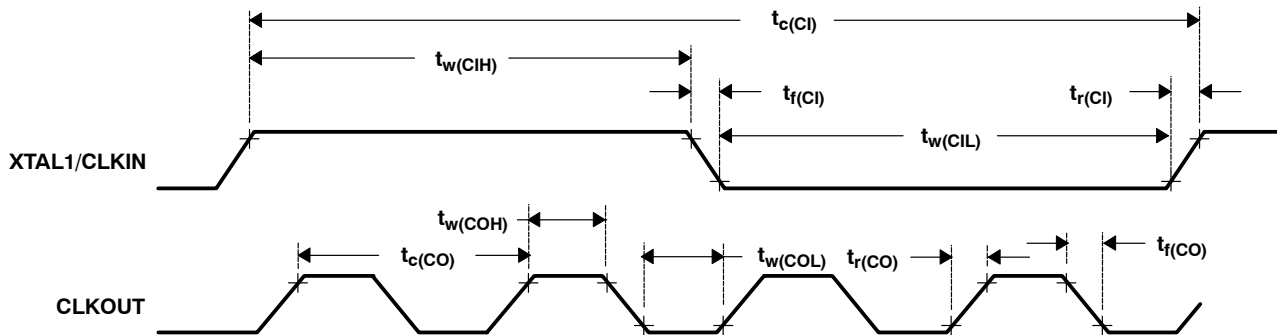 tc(CI)
tw(CIH)
tf(CI)
tr(CI)
tw(CIL)
XTAL1/CLKIN
tw(COH)
tc(CO)
tw(COL)
tr(CO)
tf(CO)
CLKOUT